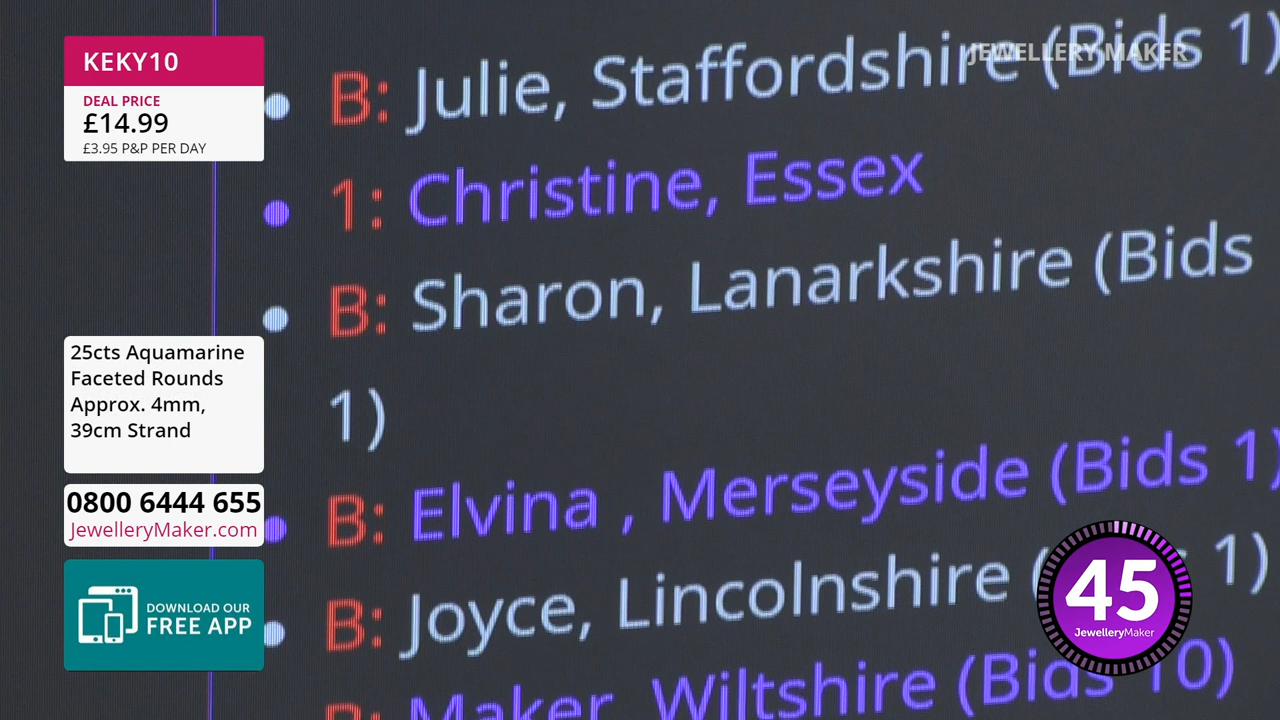 KEKY10
DEAL PRICE
£14.99
£3.95 P&P PER DAY
JEWELLERY MAKER
B: Julie, Staffordshire (Bids 1)
1: Christine, Essex
B: Sharon, Lanarkshire (Bids
1)
B: Elvina , Merseyside (Bids 1)
B: Joyce, Lincolnshire 1)
B: Maker, Wiltshire (Bids 10)
25cts Aquamarine
Faceted Rounds
Approx. 4mm,
39cm Strand
0800 6444 655
JewelleryMaker.com
DOWNLOAD OUR
FREE APP
45
JewelleryMaker